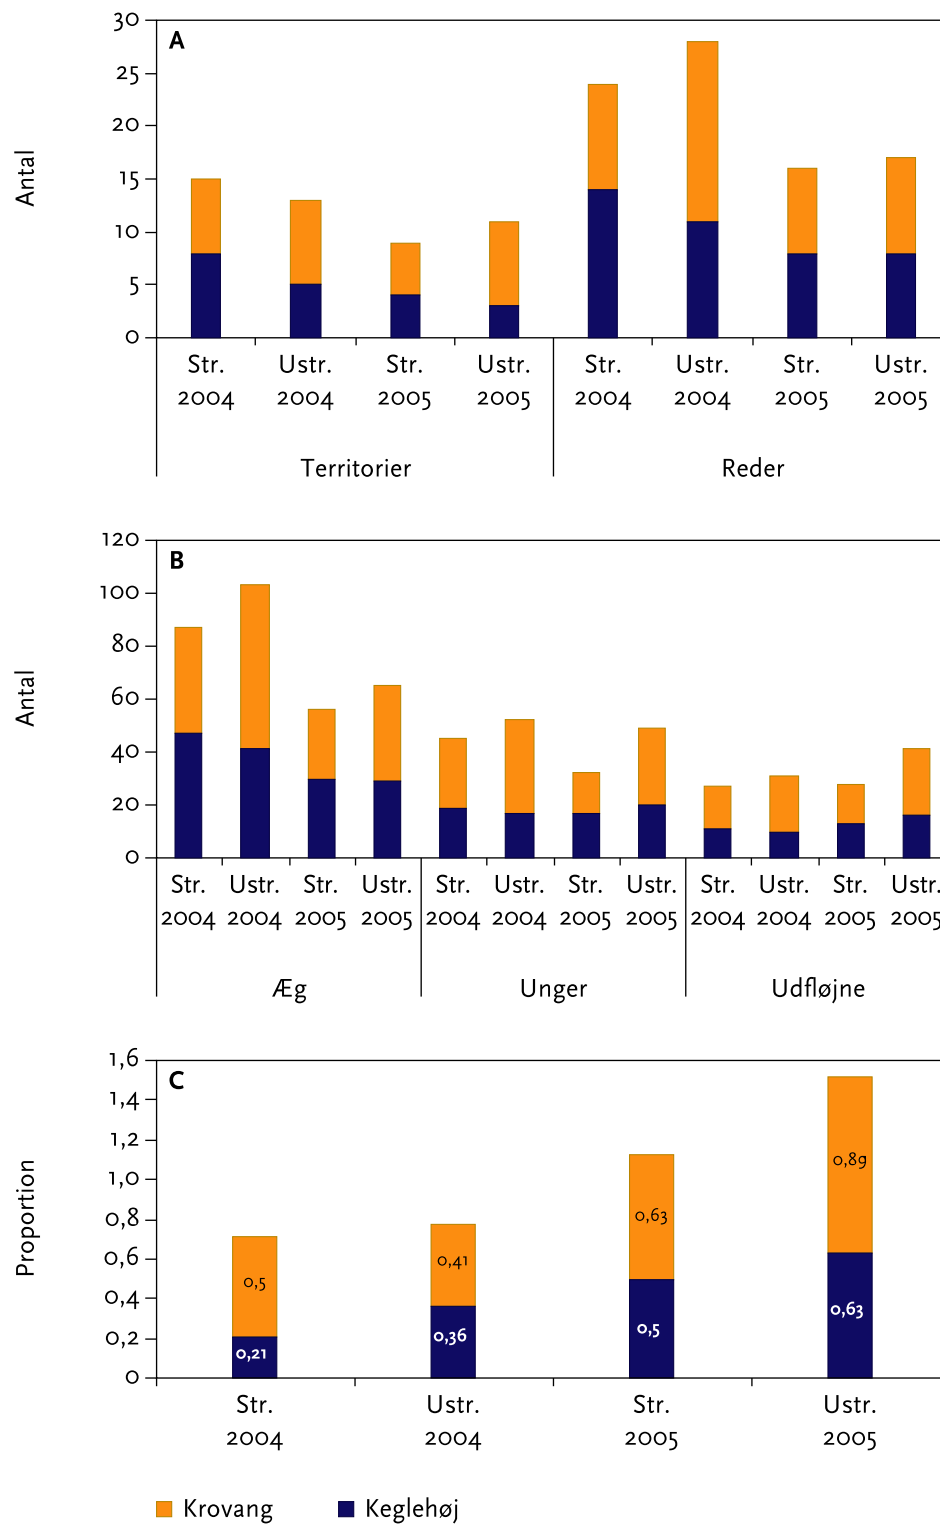 A
Antal
30
25
20
15
10
5
0
Str. Ustr. Str. Ustr. Str. Ustr. Str. Ustr.
2004 2004 2005 2005 2004 2004 2005 2005
Territorier Reder
B
Antal
120
100
80
60
40
20
0
Str. Ustr. Str. Ustr. Str. Ustr. Str. Ustr. Str. Ustr. Str. Ustr.
2004 2004 2005 2005 2004 2004 2005 2005 2004 2004 2005 2005
Æg Unger Udfløjne
C
Proportion
1,6
1,4
1,2
1,0
0,8
0,6
0,4
0,2
0
0,5 0,41 0,63 0,89
0,21 0,36 0,5 0,63
Str. Ustr. Str. Ustr.
2004 2004 2005 2005
Krovang Keglehøj